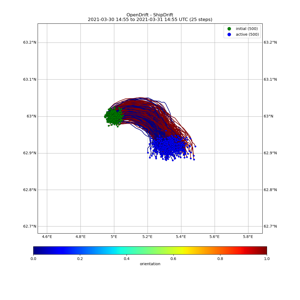 OpenDrift - ShipDrift
2021-03-30 14:55 to 2021-03-31 14:55 UTC (25 steps)
initial (500)
active (500)
63.2°N 63.2°N
63.1°N 63.1°N
63°N 63°N
62.9°N 62.9°N
62.8°N 62.8°N
62.7°N 62.7°N
4.6°E 4.8°E 5°E 5.2°E 5.4°E 5.6°E 5.8°E
0.0 0.2 0.4 0.6 0.8 1.0
orientation